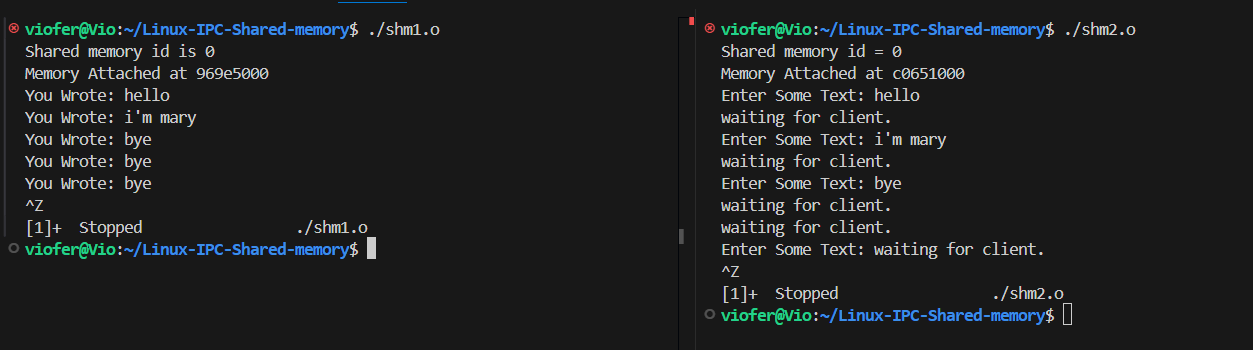 viofer@Vio:~/Linux-IPC-Shared-memory$ ./shm1.o
Shared memory id is 0
Memory Attached at 969e5000
You Wrote: hello
You Wrote: i'm mary
You Wrote: bye
You Wrote: bye
You Wrote: bye
^Z
[1]+  Stopped                 ./shm1.o
viofer@Vio:~/Linux-IPC-Shared-memory$
viofer@Vio:~/Linux-IPC-Shared-memory$ ./shm2.o
Shared memory id = 0
Memory Attached at c0651000
Enter Some Text: hello
waiting for client.
Enter Some Text: i'm mary
waiting for client.
Enter Some Text: bye
waiting for client.
waiting for client.
Enter Some Text: waiting for client.
^Z
[1]+  Stopped                 ./shm2.o
viofer@Vio:~/Linux-IPC-Shared-memory$